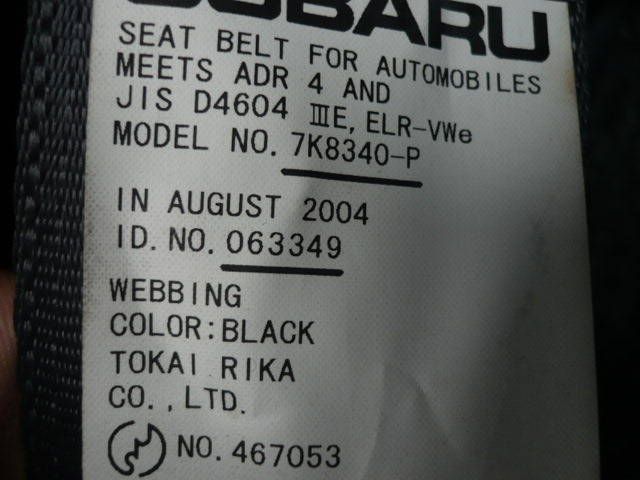 SUBARU
SEAT BELT FOR AUTOMOBILES
MEETS ADR 4 AND
JIS D4604 ⅢE, ELR-VWe
MODEL NO. 7K8340-P
IN AUGUST 2004
ID. NO. 063349
WEBBING
COLOR:BLACK
TOKAI RIKA
CO.,LTD.
NO. 467053